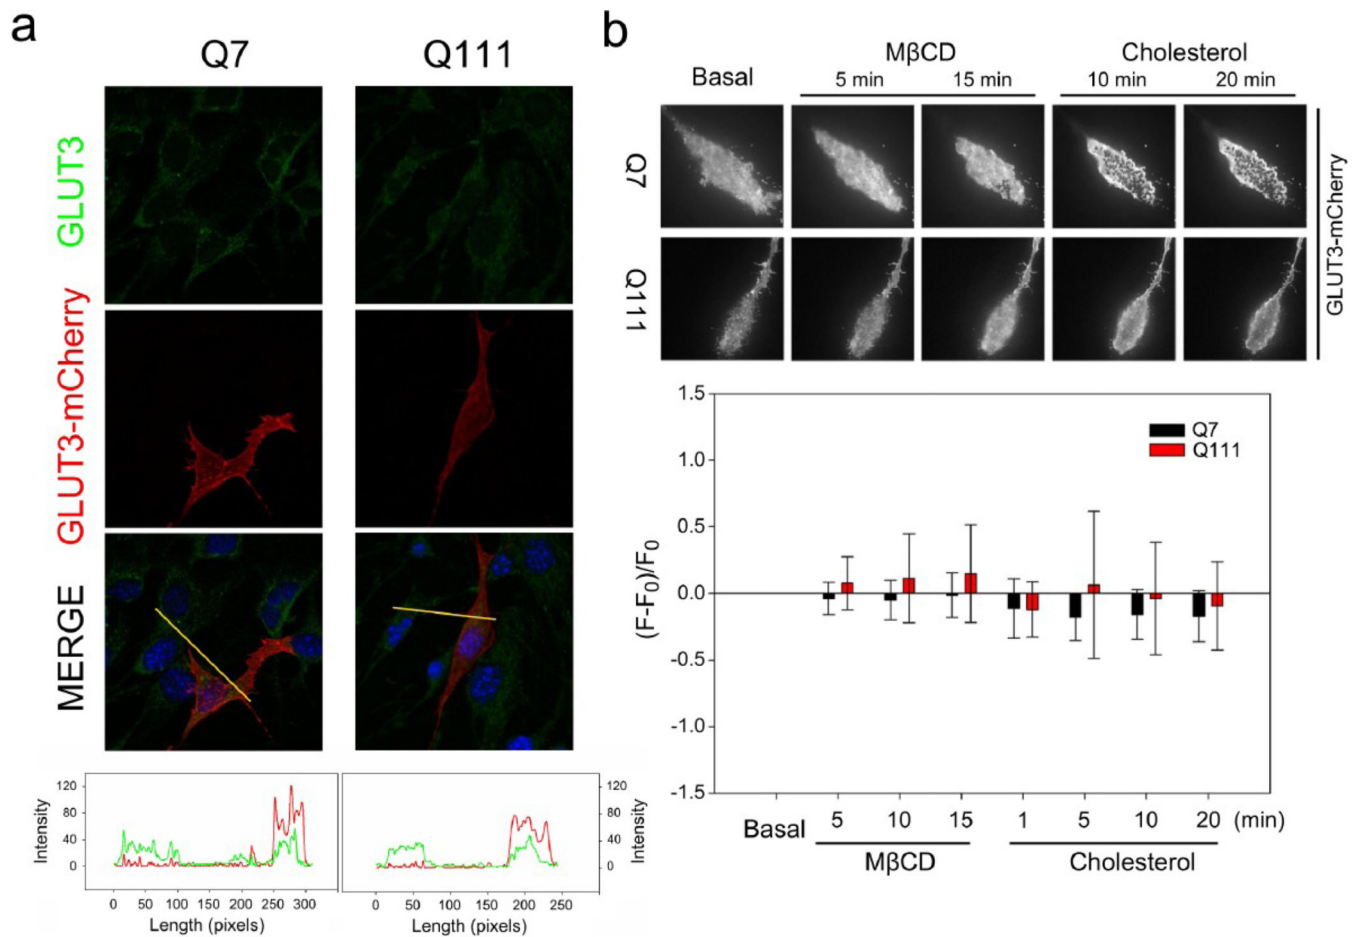 a
Q7
Q111
GLUT3
GLUT3-mCherry
MERGE
Intensity
120
80
40
0
0 50 100 150 200 250 300
Length (pixels)
0 50 100 150 200 250
Length (pixels)
120
80
40
0
Intensity
b
Basal
MβCD
5 min 15 min
Cholesterol
10 min 20 min
Q7
Q111
GLUT3-mCherry
(F-F0)/F0
1.5
1.0
0.5
0.0
-0.5
-1.0
-1.5
Q7
Q111
Basal 5 10 15 1 5 10 20 (min)
MβCD Cholesterol